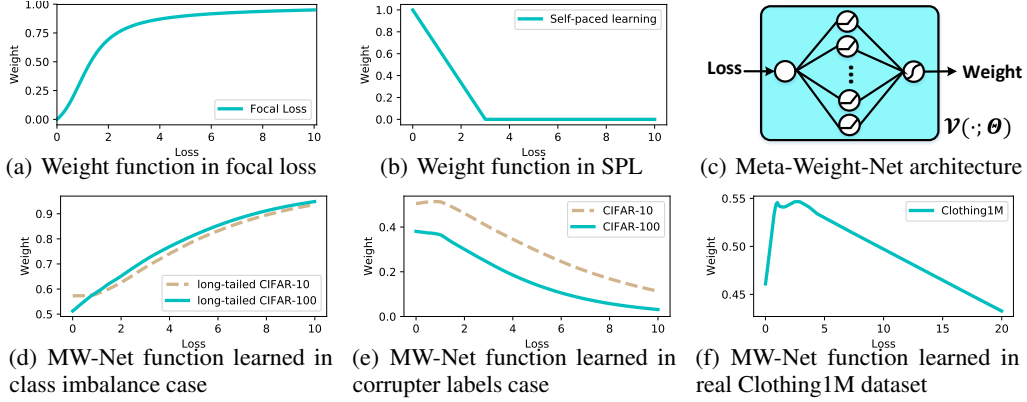 1.00
0.75
0.50
0.25
0.00
Weight
Focal Loss
0 2 4 6 8 10
Loss
(a) Weight function in focal loss
1.0
0.8
0.6
0.4
0.2
0.0
Weight
Self-paced learning
0 2 4 6 8 10
Loss
(b) Weight function in SPL
Loss
Weight
𝓥(·; 𝜣)
(c) Meta-Weight-Net architecture
0.9
0.8
0.7
0.6
0.5
Weight
long-tailed CIFAR-10
long-tailed CIFAR-100
0 2 4 6 8 10
Loss
(d) MW-Net function learned in
class imbalance case
0.4
0.2
0.0
Weight
CIFAR-10
CIFAR-100
0 2 4 6 8 10
Loss
(e) MW-Net function learned in
corrupter labels case
0.55
0.50
0.45
Weight
Clothing1M
0 5 10 15 20
Loss
(f) MW-Net function learned in
real Clothing1M dataset